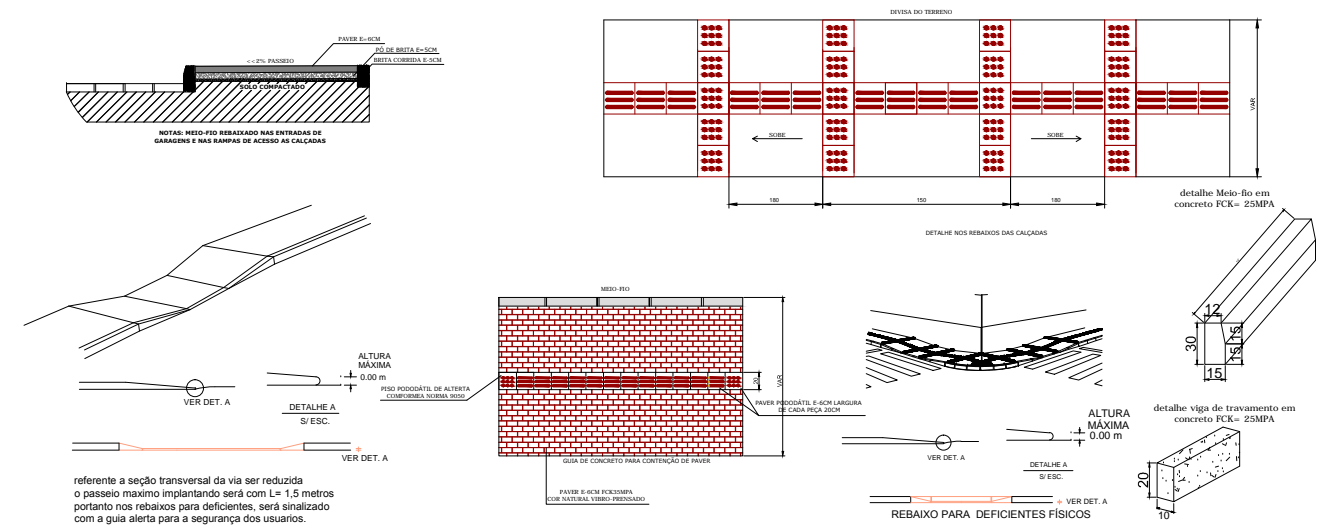 PAVER E=6CM
PÓ DE BRITA E=5CM
BRITA CORRIDA E-5CM
<<2% PASSEIO
SOLO COMPACTADO
NOTAS: MEIO-FIO REBAIXADO NAS ENTRADAS DE
GARAGENS E NAS RAMPAS DE ACESSO AS CALÇADAS
DIVISA DO TERRENO
VAR
SOBE
SOBE
180
150
180
DETALHE NOS REBAIXOS DAS CALÇADAS
detalhe Meio-fio em
concreto FCK= 25MPA
12
30
15
15
15
ALTURA
MÁXIMA
0.00 m
VER DET. A
DETALHE A
S/ ESC.
* VER DET. A
referente a seção transversal da via ser reduzida
o passeio maximo implantando será com L= 1,5 metros
portanto nos rebaixos para deficientes, será sinalizado
com a guia alerta para a segurança dos usuarios.
MEIO-FIO
PISO PODODÁTIL DE ALTERTA
COMFORMEA NORMA 9050
20
VAR
PAVER PODODÁTIL E-6CM LARGURA
DE CADA PEÇA 20CM
GUIA DE CONCRETO PARA CONTENÇÃO DE PAVER
PAVER E-6CM FCK35MPA
COR NATURAL VIBRO-PRENSADO
ALTURA
MÁXIMA
0.00 m
VER DET. A
DETALHE A
S/ ESC.
* VER DET. A
REBAIXO PARA DEFICIENTES FÍSICOS
detalhe viga de travamento em
concreto FCK= 25MPA
20
10